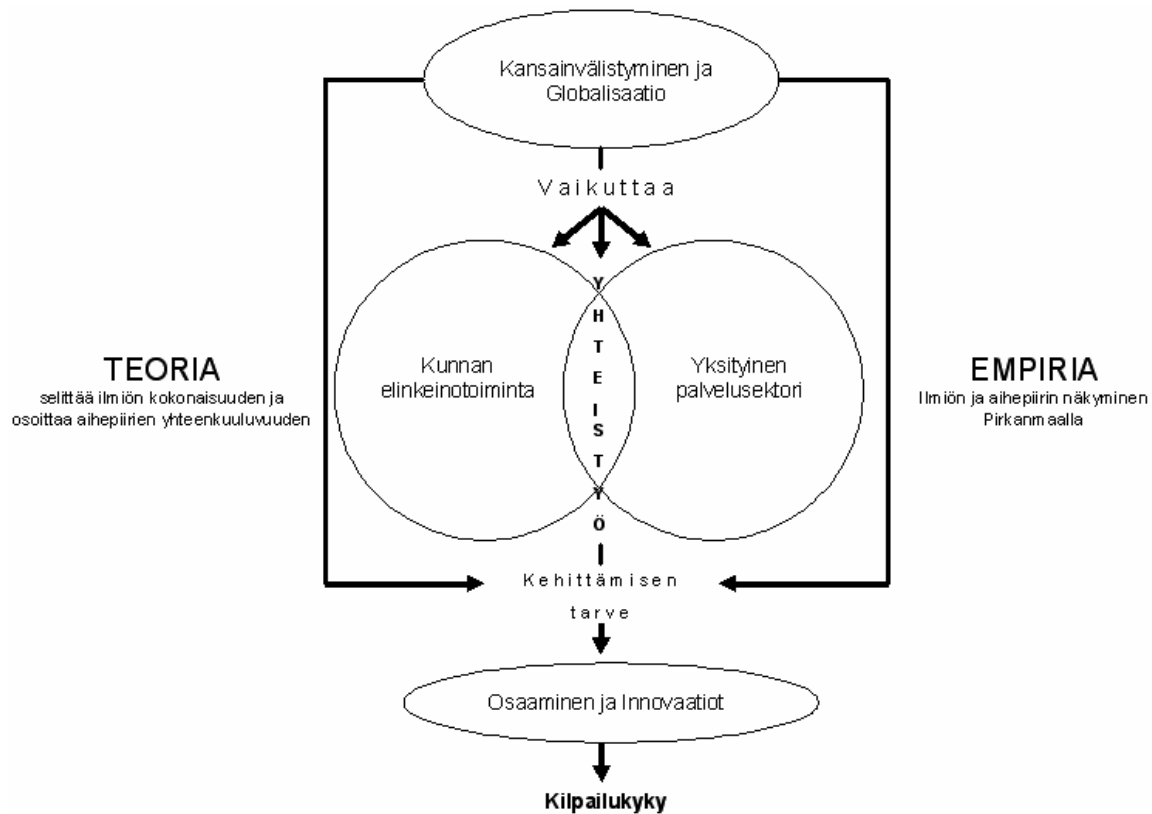 Kansainvälistyminen ja
Globalisaatio
Vaikuttaa
YHTEISTYÖ
TEORIA
selittää ilmiön kokonaisuuden ja
osoittaa aihepiirien yhteenkuuluvuuden
Kunnan
elinkeinotoiminta
Yksityinen
palvelusektori
EMPIRIA
Ilmiön ja aihepiirin näkyminen
Pirkanmaalla
Kehittämisen
tarve
Osaaminen ja Innovaatiot
Kilpailukyky